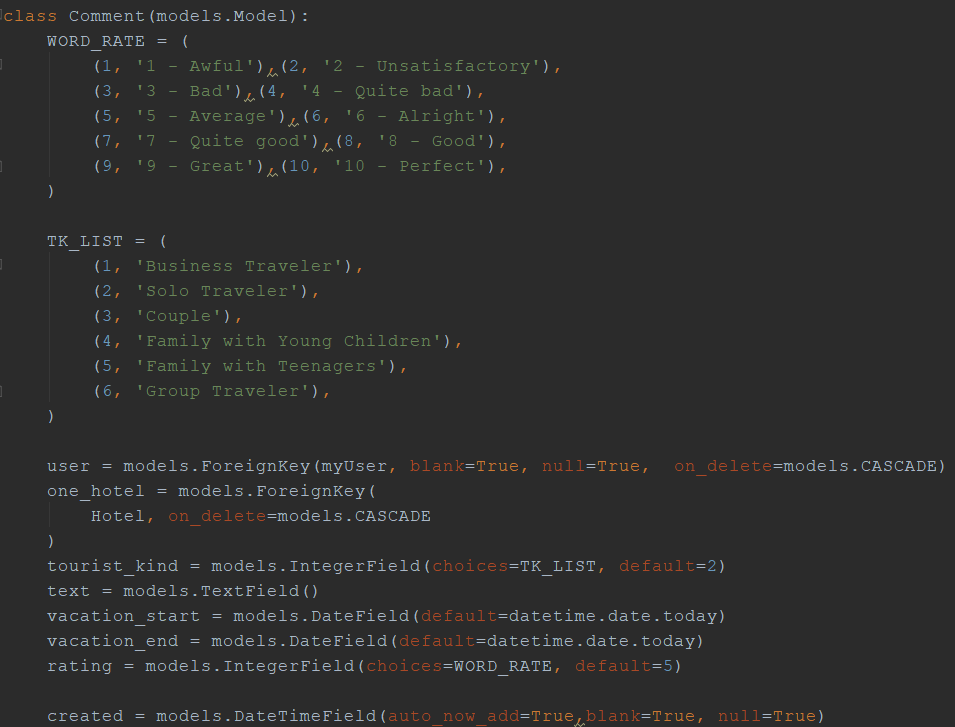 class Comment(models.Model):
    WORD_RATE = (
        (1, '1 - Awful'),(2, '2 - Unsatisfactory'),
        (3, '3 - Bad'),(4, '4 - Quite bad'),
        (5, '5 - Average'),(6, '6 - Alright'),
        (7, '7 - Quite good'),(8, '8 - Good'),
        (9, '9 - Great'),(10, '10 - Perfect'),
    )

    TK_LIST = (
        (1, 'Business Traveler'),
        (2, 'Solo Traveler'),
        (3, 'Couple'),
        (4, 'Family with Young Children'),
        (5, 'Family with Teenagers'),
        (6, 'Group Traveler'),
    )

    user = models.ForeignKey(myUser, blank=True, null=True,  on_delete=models.CASCADE)
    one_hotel = models.ForeignKey(
        Hotel, on_delete=models.CASCADE
    )
    tourist_kind = models.IntegerField(choices=TK_LIST, default=2)
    text = models.TextField()
    vacation_start = models.DateField(default=datetime.date.today)
    vacation_end = models.DateField(default=datetime.date.today)
    rating = models.IntegerField(choices=WORD_RATE, default=5)

    created = models.DateTimeField(auto_now_add=True,blank=True, null=True)